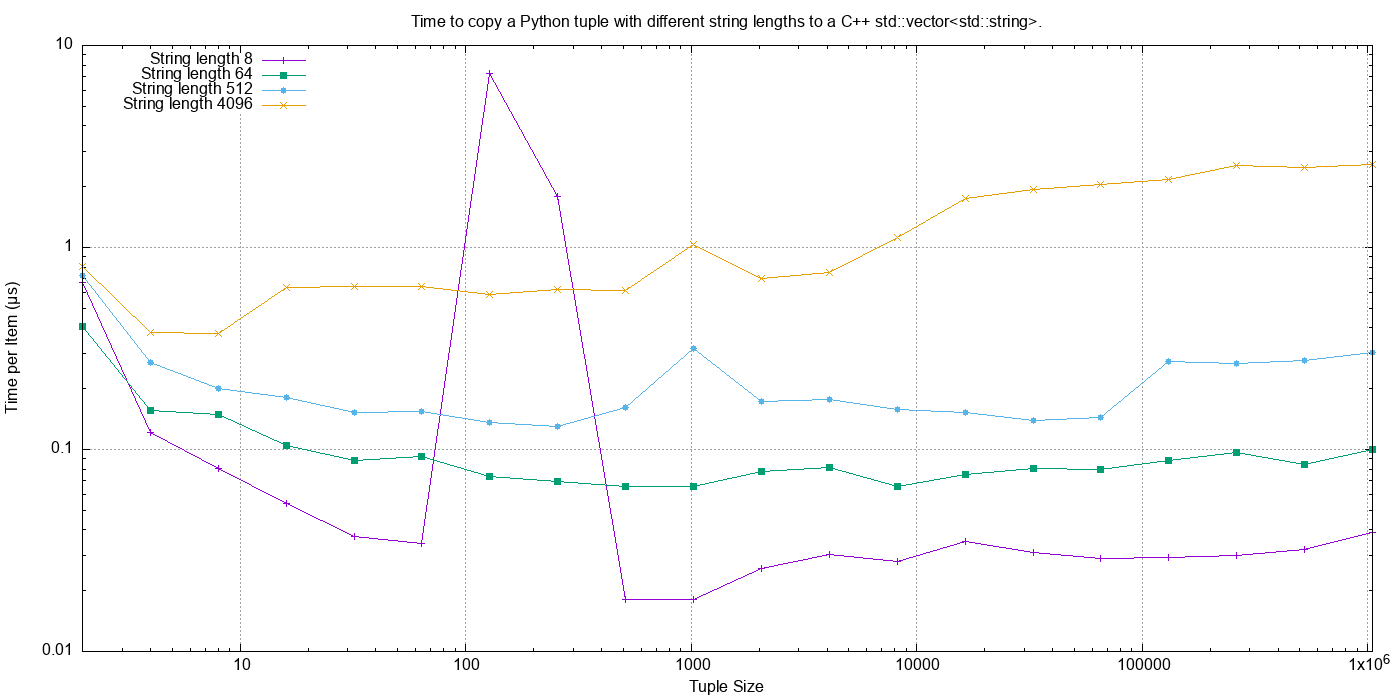 Time to copy a Python tuple with different string lengths to a C++ std::vector<std::string>.
10
String length 8
String length 64
String length 512
String length 4096
1
Time per Item (µs)
0.1
0.01
10
100
1000
10000
100000
1x10⁶
Tuple Size